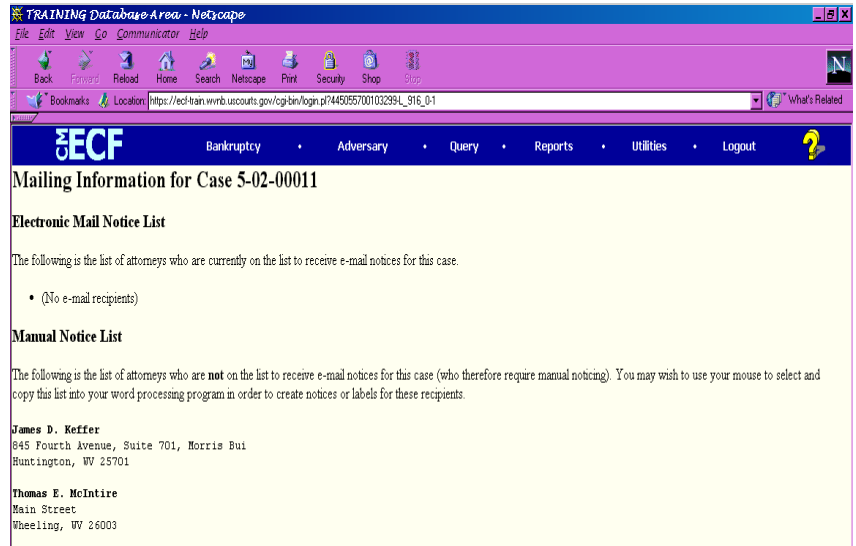 TRAINING Database Area - Netscape
File Edit View Go Communicator Help
Back Forward Reload Home Search Netscape Print Security Shop Stop
N
Bookmarks Location: https://ecf-train.wvnb.uscourts.gov/cgi-bin/login.pl?445055700103299-L_916_0-1 What's Related
CM ECF Bankruptcy • Adversary • Query • Reports • Utilities • Logout ?
Mailing Information for Case 5-02-00011
Electronic Mail Notice List
The following is the list of attorneys who are currently on the list to receive e-mail notices for this case.
• (No e-mail recipients)
Manual Notice List
The following is the list of attorneys who are not on the list to receive e-mail notices for this case (who therefore require manual noticing). You may wish to use your mouse to select and
copy this list into your word processing program in order to create notices or labels for these recipients.
James D. Keffer
845 Fourth Avenue, Suite 701, Morris Bui
Huntington, WV 25701
Thomas E. McIntire
Main Street
Wheeling, WV 26003